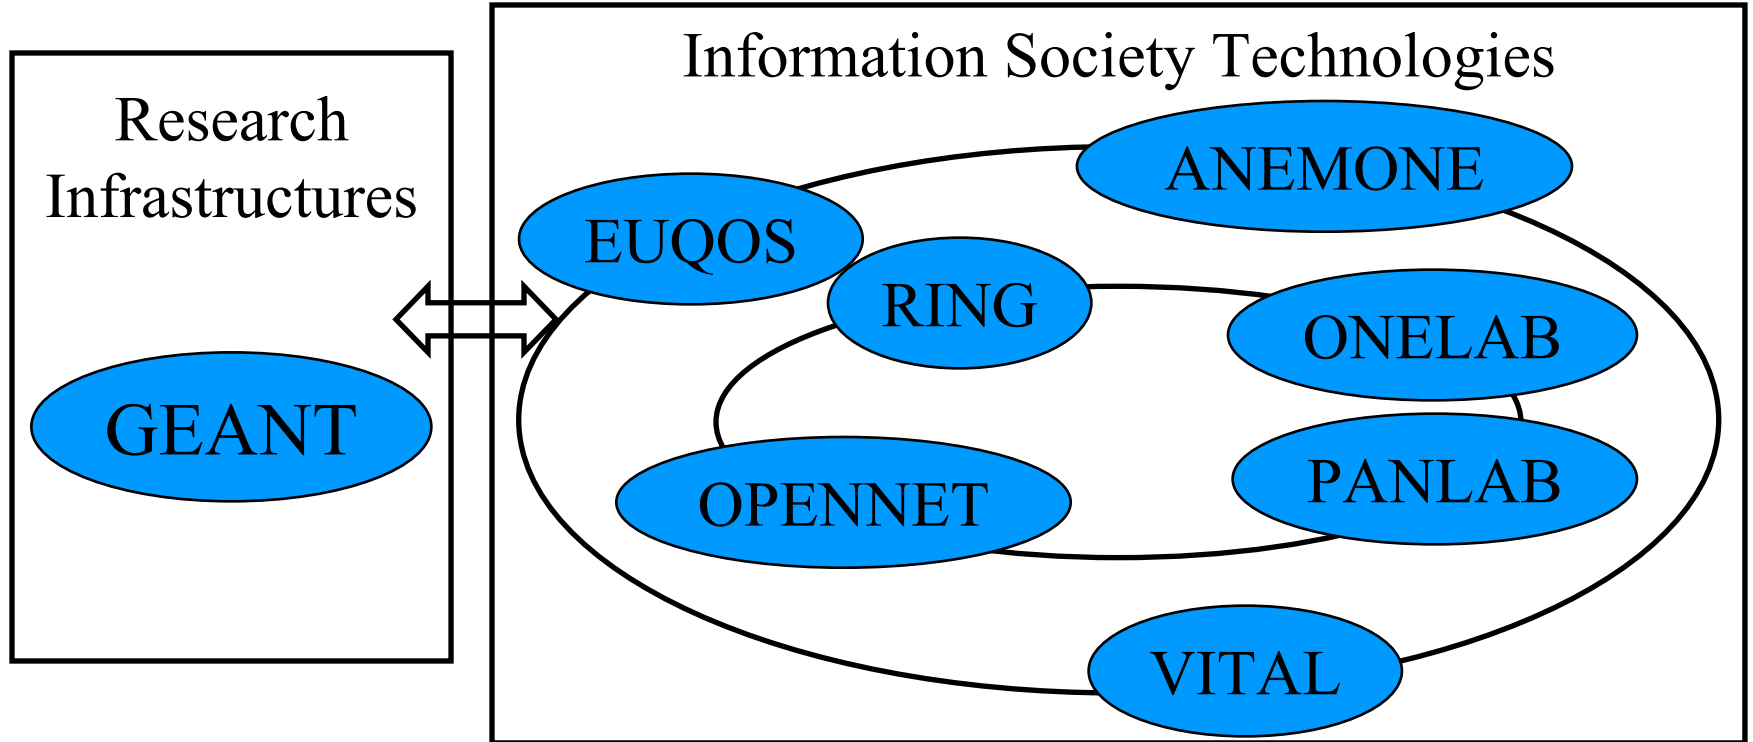 Research
Infrastructures
GEANT
Information Society Technologies
ANEMONE
EUQOS
RING
ONELAB
OPENNET
PANLAB
VITAL